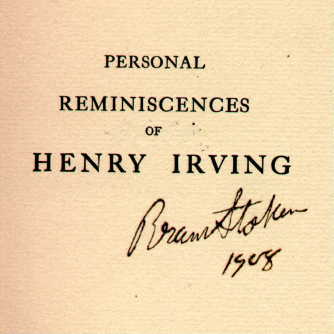 PERSONAL
REMINISCENCES
OF
HENRY IRVING
Bram Stoker
1908